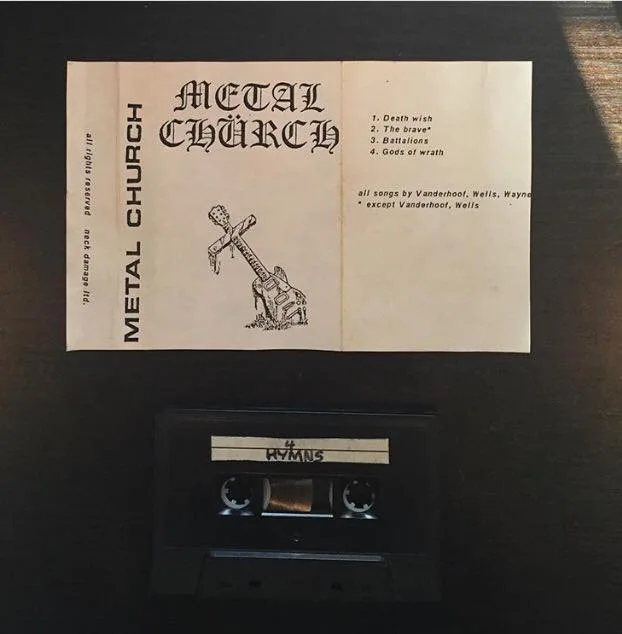 all rights reserved neck damage ltd.
METAL CHURCH
METAL
CHÜRCH
1. Death wish
2. The brave*
3. Battalions
4. Gods of wrath
all songs by Vanderhoof, Wells, Wayne
* except Vanderhoof, Wells
4
HYMNS